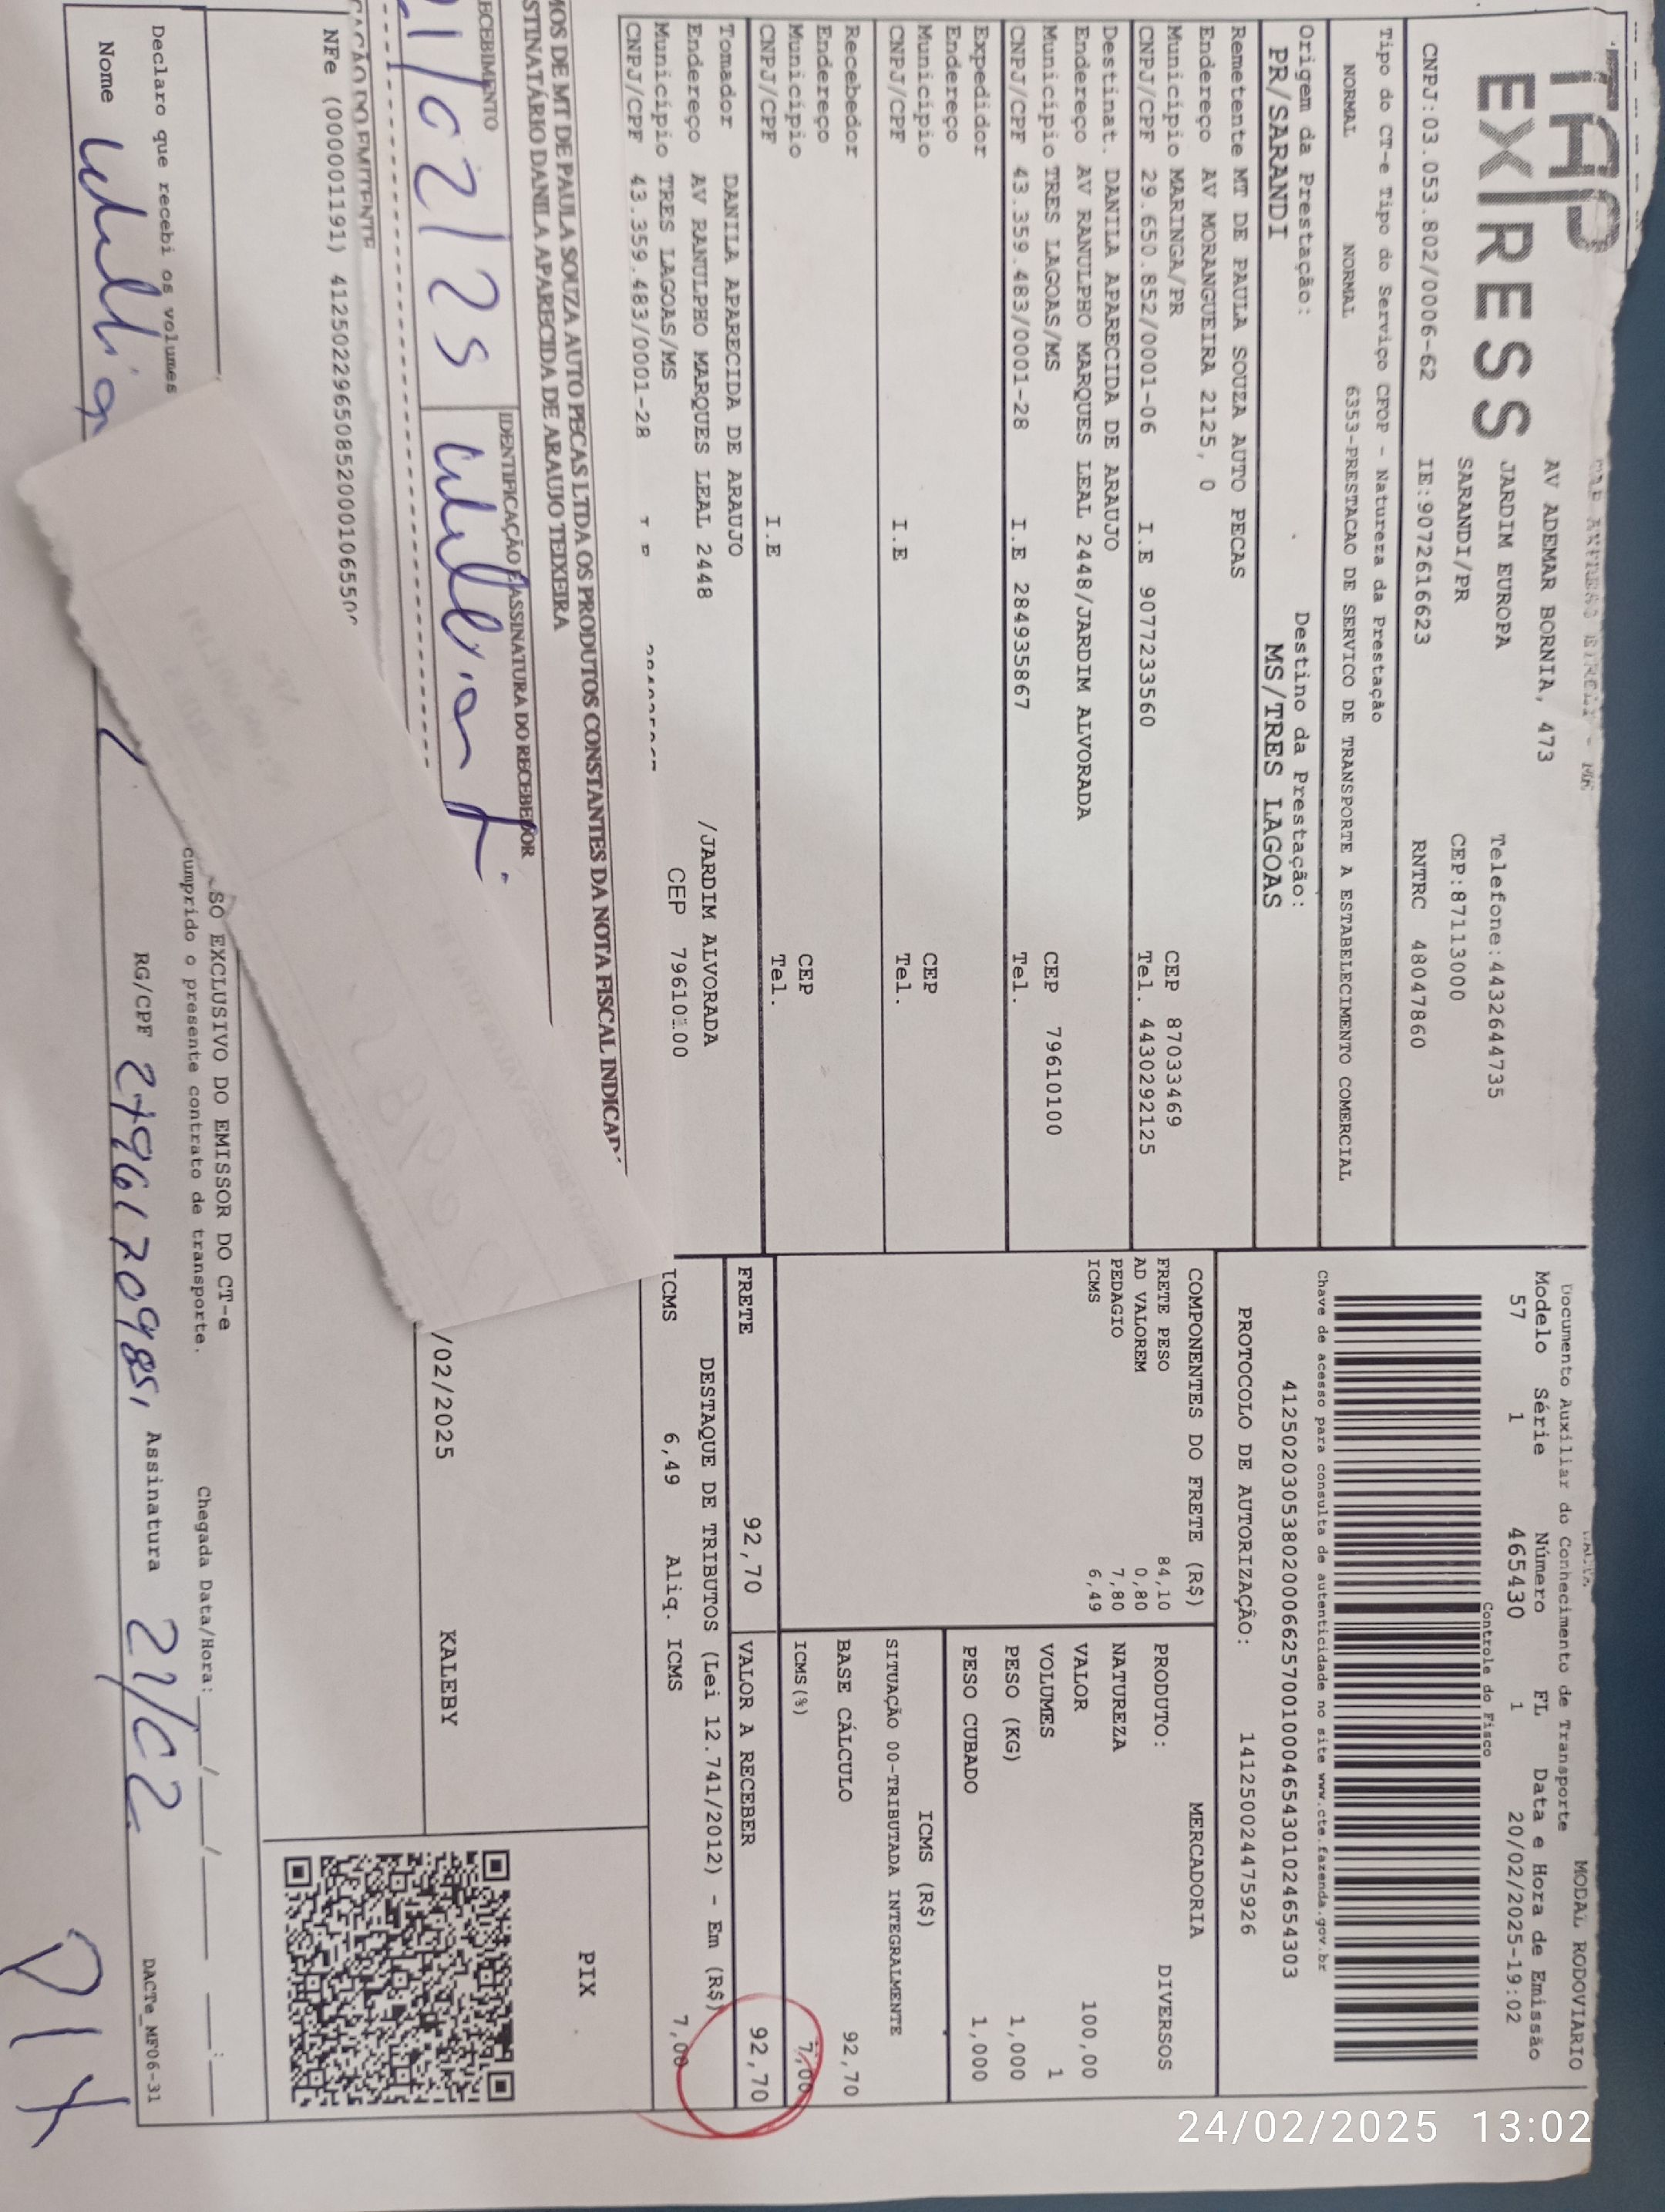 TAP
EXPRESS
AV ADEMAR BORNIA, 473
JARDIM EUROPA
Telefone:4432644735
SARANDI/PR
CEP:87113000
CNPJ:03.053.802/0006-62 IE:9072616623 RNTRC 48047860
Tipo do CT-e Tipo do Serviço CFOP - Natureza da Prestação
NORMAL NORMAL 6353-PRESTACAO DE SERVICO DE TRANSPORTE A ESTABELECIMENTO COMERCIAL
Origem da Prestação: Destino da Prestação:
PR/SARANDI MS/TRES LAGOAS
Remetente MT DE PAULA SOUZA AUTO PECAS
Endereço AV MORANGUEIRA 2125, 0
Município MARINGA/PR CEP 87033469
CNPJ/CPF 29.650.852/0001-06 I.E 9077233560 Tel. 4430292125
Destinat. DANILA APARECIDA DE ARAUJO
Endereço AV RANULPHO MARQUES LEAL 2448/JARDIM ALVORADA
Município TRES LAGOAS/MS CEP 79610100
CNPJ/CPF 43.359.483/0001-28 I.E 284935867 Tel.
Expedidor
Endereço
Município CEP
CNPJ/CPF I.E Tel.
Recebedor
Endereço
Município CEP
CNPJ/CPF I.E Tel.
Tomador DANILA APARECIDA DE ARAUJO
Endereço AV RANULPHO MARQUES LEAL 2448 /JARDIM ALVORADA
Município TRES LAGOAS/MS CEP 79610100
CNPJ/CPF 43.359.483/0001-28
Documento Auxiliar do Conhecimento de Transporte MODAL RODOVIARIO
Modelo Série Número FL Data e Hora de Emissão
57 1 465430 1 20/02/2025-19:02
Controle do Fisco
Chave de acesso para consulta de autenticidade no site www.cte.fazenda.gov.br
41250203053802000662570010004654301024654303
PROTOCOLO DE AUTORIZAÇÃO: 141250024475926
COMPONENTES DO FRETE (R$)
FRETE PESO 84,10
AD VALOREM 0,80
PEDAGIO 7,80
ICMS 6,49
MERCADORIA
PRODUTO: DIVERSOS
NATUREZA
VALOR 100,00
VOLUMES 1
PESO (KG) 1,000
PESO CUBADO 1,000
ICMS (R$)
SITUAÇÃO 00-TRIBUTADA INTEGRALMENTE
BASE CÁLCULO 92,70
ICMS(%) 7,00
FRETE 92,70 VALOR A RECEBER 92,70
DESTAQUE DE TRIBUTOS (Lei 12.741/2012) - Em (R$)
ICMS 6,49 Aliq. ICMS 7,00
MOS DE MT DE PAULA SOUZA AUTO PECAS LTDA OS PRODUTOS CONSTANTES DA NOTA FISCAL INDICAD
STINATÁRIO DANILA APARECIDA DE ARAUJO TEIXEIRA
ECEBIMENTO IDENTIFICAÇÃO E ASSINATURA DO RECEBEDOR
/02/2025 KALEBY
PIX
NFe (000001191)
SO EXCLUSIVO DO EMISSOR DO CT-e
cumprido o presente contrato de transporte.
Declaro que recebi os volumes
Chegada Data/Hora: / / :
Nome RG/CPF Assinatura 21/02
DACTe_MF06-31
PIX
24/02/2025 13:02